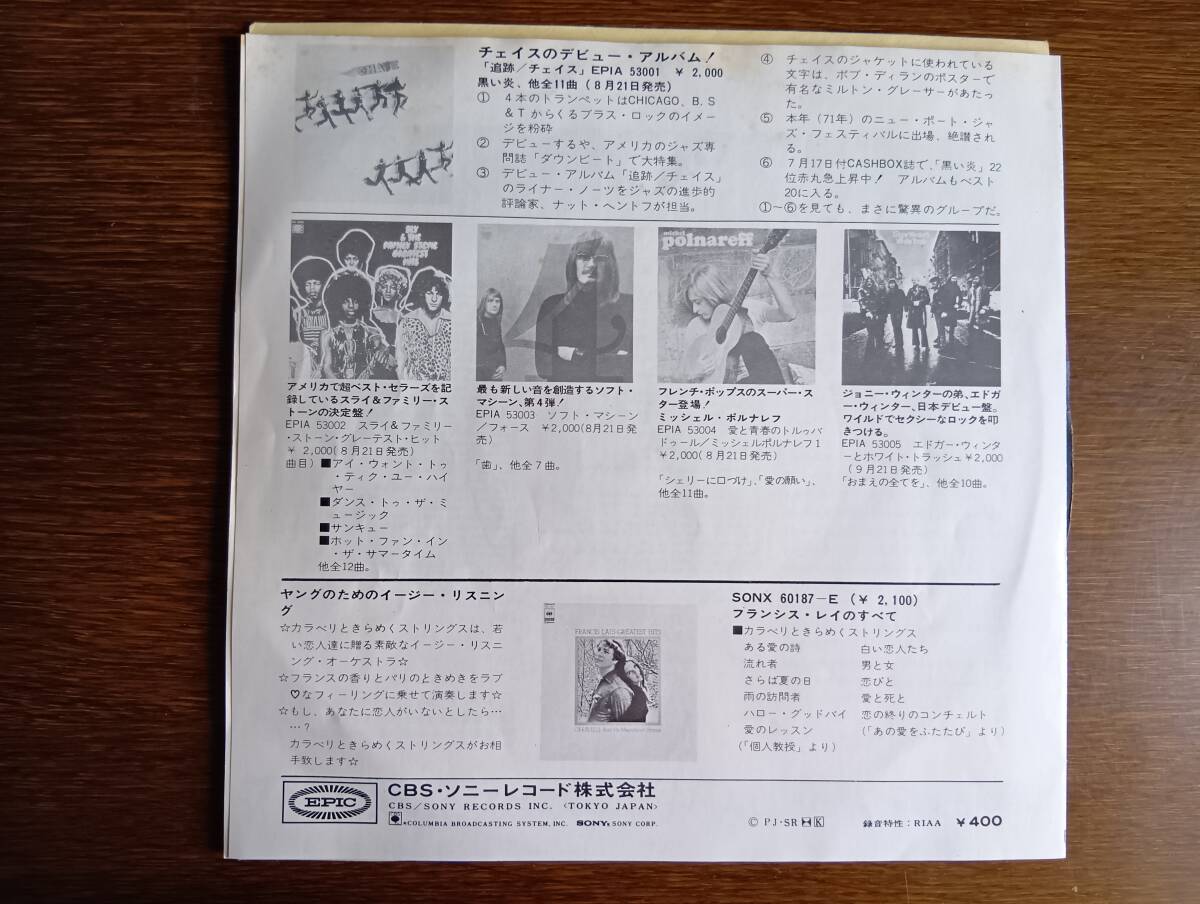 チェイスのデビュー・アルバム！
「追跡／チェイス」EPIA 53001 ￥ 2,000
黒い炎、他全11曲（8月21日発売）
① 4本のトランペットはCHICAGO、B. S
& T からくるブラス・ロックのイメー
ジを粉砕
② デビューするや、アメリカのジャズ専
問誌「ダウンビート」で大特集。
③ デビュー・アルバム「追跡／チェイス」
のライナー・ノーツをジャズの進歩的
評論家、ナット・ヘントフが担当。
④ チェイスのジャケットに使われている
文字は、ボブ・ディランのポスターで
有名なミルトン・グレーサーがあたっ
た。
⑤ 本年（71年）のニュー・ポート・ジャ
ズ・フェスティバルに出場、絶讃され
る。
⑥ 7月17日付CASHBOX誌で、「黒い炎」22
位赤丸急上昇中！ アルバムもベスト
20に入る。
①～⑥を見ても、まさに驚異のグループだ。
CHASE
SLY
& THE
FAMILY STONE
GREATEST
HITS
アメリカで超ベスト・セラーズを記
録しているスライ＆ファミリー・ス
トーンの決定盤！
EPIA 53002 スライ＆ファミリー
・ストーン・グレーテスト・ヒット
￥ 2,000（8月21日発売）
曲目）■アイ・ウォント・トゥ
・ティク・ユー・ハイ
ヤー
■ダンス・トゥ・ザ・ミ
ュージック
■サンキュー
■ホット・ファン・イン
・ザ・サマータイム
他全12曲。
最も新しい音を創造するソフト・
マシーン、第4弾！
EPIA 53003 ソフト・マシーン
／フォース ￥2,000（8月21日発
売）
「歯」、他全7曲。
michel
polnareff
フレンチ・ポップスのスーパー・ス
ター登場！
ミッシェル・ポルナレフ
EPIA 53004 愛と青春のトルゥバ
ドゥール／ミッシェルポルナレフ1
￥2,000（8月21日発売）
「シェリーに口づけ」、「愛の願い」、
他全11曲。
ジョニー・ウィンターの弟、エドガ
ー・ウィンター、日本デビュー盤。
ワイルドでセクシーなロックを叩
きつける。
EPIA 53005 エドガー・ウィンタ
ーとホワイト・トラッシュ￥2,000
（9月21日発売）
「おまえの全てを」、他全10曲。
ヤングのためのイージー・リスニン
グ
☆カラベリときらめくストリングスは、若
い恋人達に贈る素敵なイージー・リスニ
ング・オーケストラ☆
☆フランスの香りとパリのときめきをラブ
♡なフィーリングに乗せて演奏します☆
☆もし、あなたに恋人がいないとしたら……
…？
カラベリときらめくストリングスがお相
手致します☆
FRANCIS LAI'S GREATEST HITS
SONX 60187－E（￥ 2,100）
フランシス・レイのすべて
■カラベリときらめくストリングス
ある愛の詩 白い恋人たち
流れ者 男と女
さらば夏の日 恋びと
雨の訪問者 愛と死と
ハロー・グッドバイ 恋の終りのコンチェルト
愛のレッスン （「あの愛をふたたび」より）
（「個人教授」より）
EPIC
CBS・ソニーレコード株式会社
CBS／SONY RECORDS INC. 〈TOKYO JAPAN〉
COLUMBIA BROADCASTING SYSTEM, INC. SONY: SONY CORP.
Ⓒ PJ・SR K 録音特性：RIAA ￥400